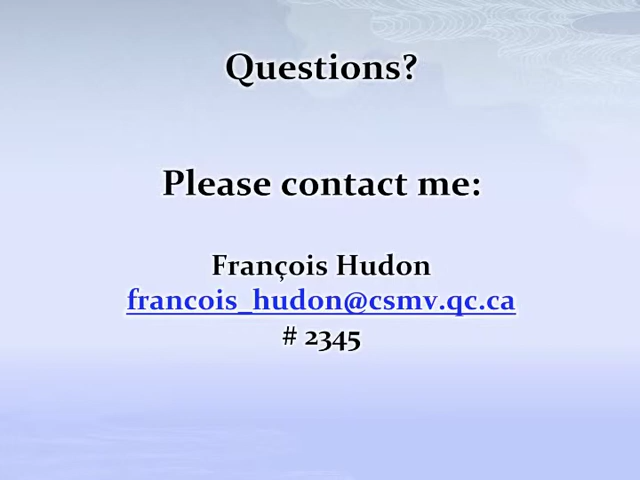 Questions?
Please contact me:
François Hudon
francois_hudon@csmv.qc.ca
# 2345